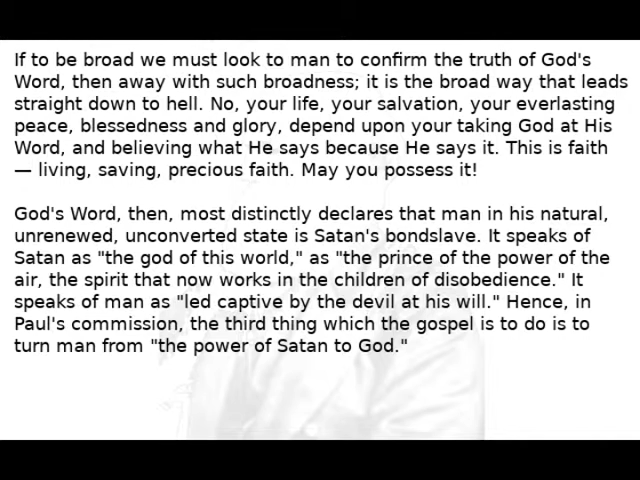 If to be broad we must look to man to confirm the truth of God's
Word, then away with such broadness; it is the broad way that leads
straight down to hell. No, your life, your salvation, your everlasting
peace, blessedness and glory, depend upon your taking God at His
Word, and believing what He says because He says it. This is faith
— living, saving, precious faith. May you possess it!

God's Word, then, most distinctly declares that man in his natural,
unrenewed, unconverted state is Satan's bondslave. It speaks of
Satan as "the god of this world," as "the prince of the power of the
air, the spirit that now works in the children of disobedience." It
speaks of man as "led captive by the devil at his will." Hence, in
Paul's commission, the third thing which the gospel is to do is to
turn man from "the power of Satan to God."